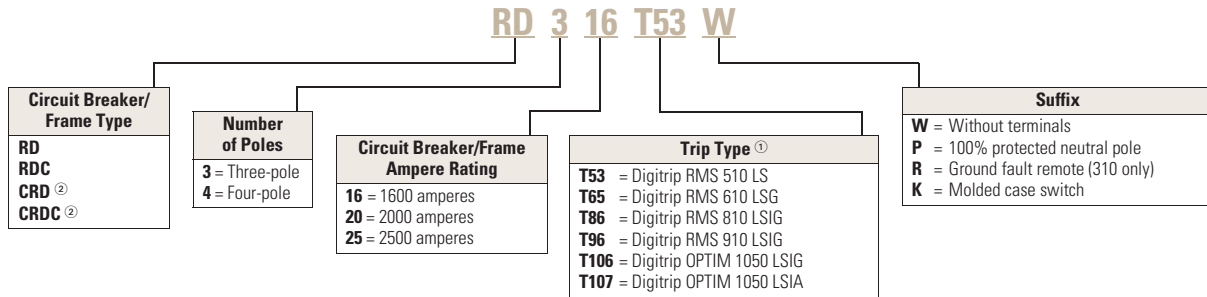 RD 3 16 T53 W
Circuit Breaker/
Frame Type
RD
RDC
CRD ②
CRDC ②
Number
of Poles
3 = Three-pole
4 = Four-pole
Circuit Breaker/Frame
Ampere Rating
16 = 1600 amperes
20 = 2000 amperes
25 = 2500 amperes
Trip Type ①
T53 = Digitrip RMS 510 LS
T65 = Digitrip RMS 610 LSG
T86 = Digitrip RMS 810 LSIG
T96 = Digitrip RMS 910 LSIG
T106 = Digitrip OPTIM 1050 LSIG
T107 = Digitrip OPTIM 1050 LSIA
Suffix
W = Without terminals
P = 100% protected neutral pole
R = Ground fault remote (310 only)
K = Molded case switch